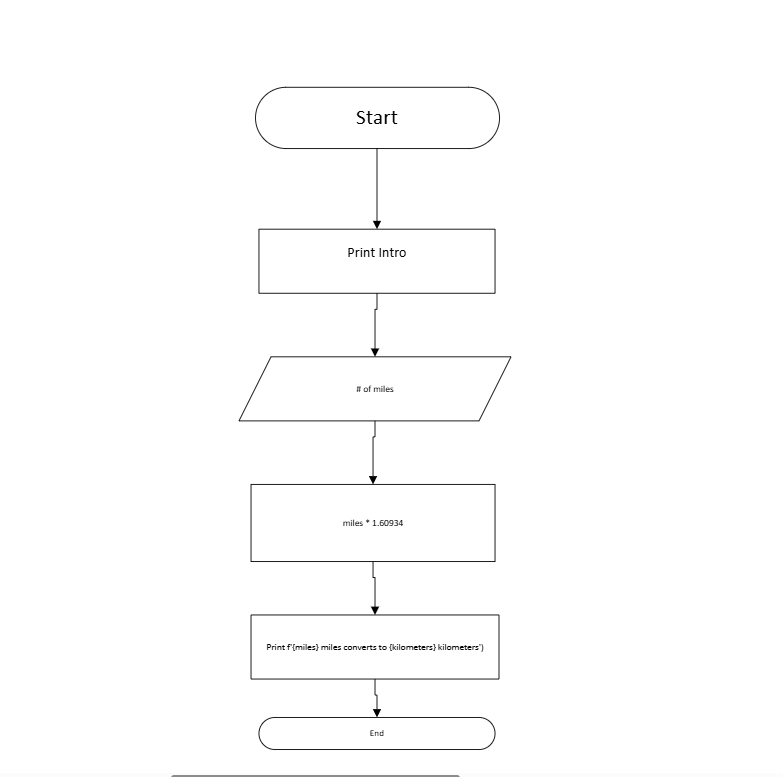 Start
Print Intro
# of miles
miles * 1.60934
Print f'{miles} miles converts to {kilometers} kilometers')
End